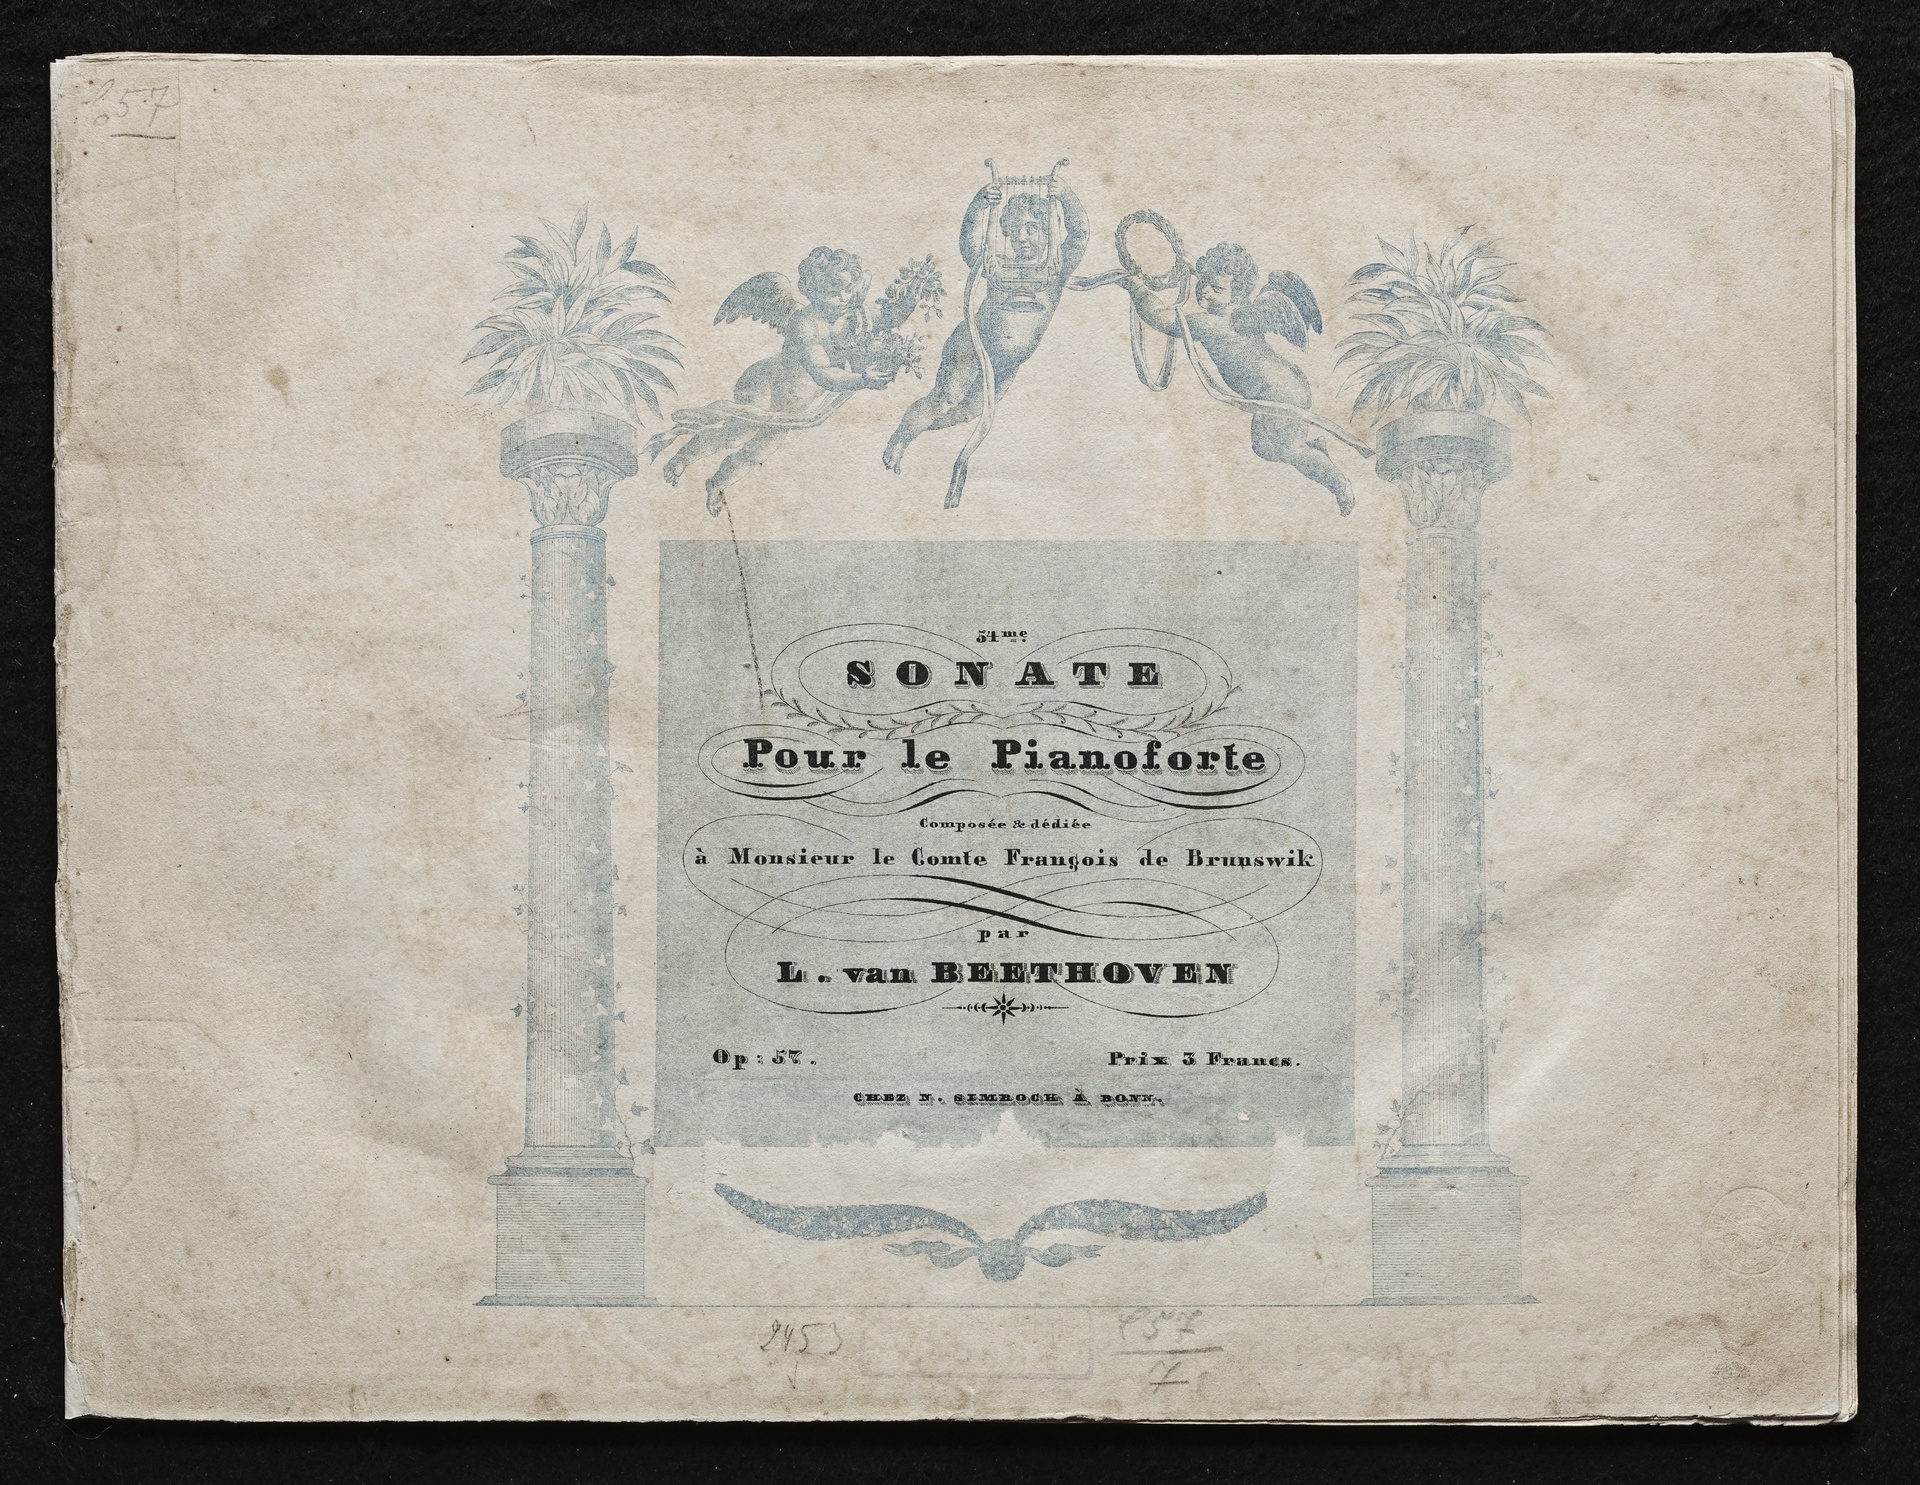 57
54me
SONATE
Pour le Pianoforte
Composée & dédiée
à Monsieur le Comte François de Brunswik
par
L. van BEETHOVEN
Op: 57.
Prix 3 Francs.
CHEZ N. SIMROCK À BONN.
2453
57
7